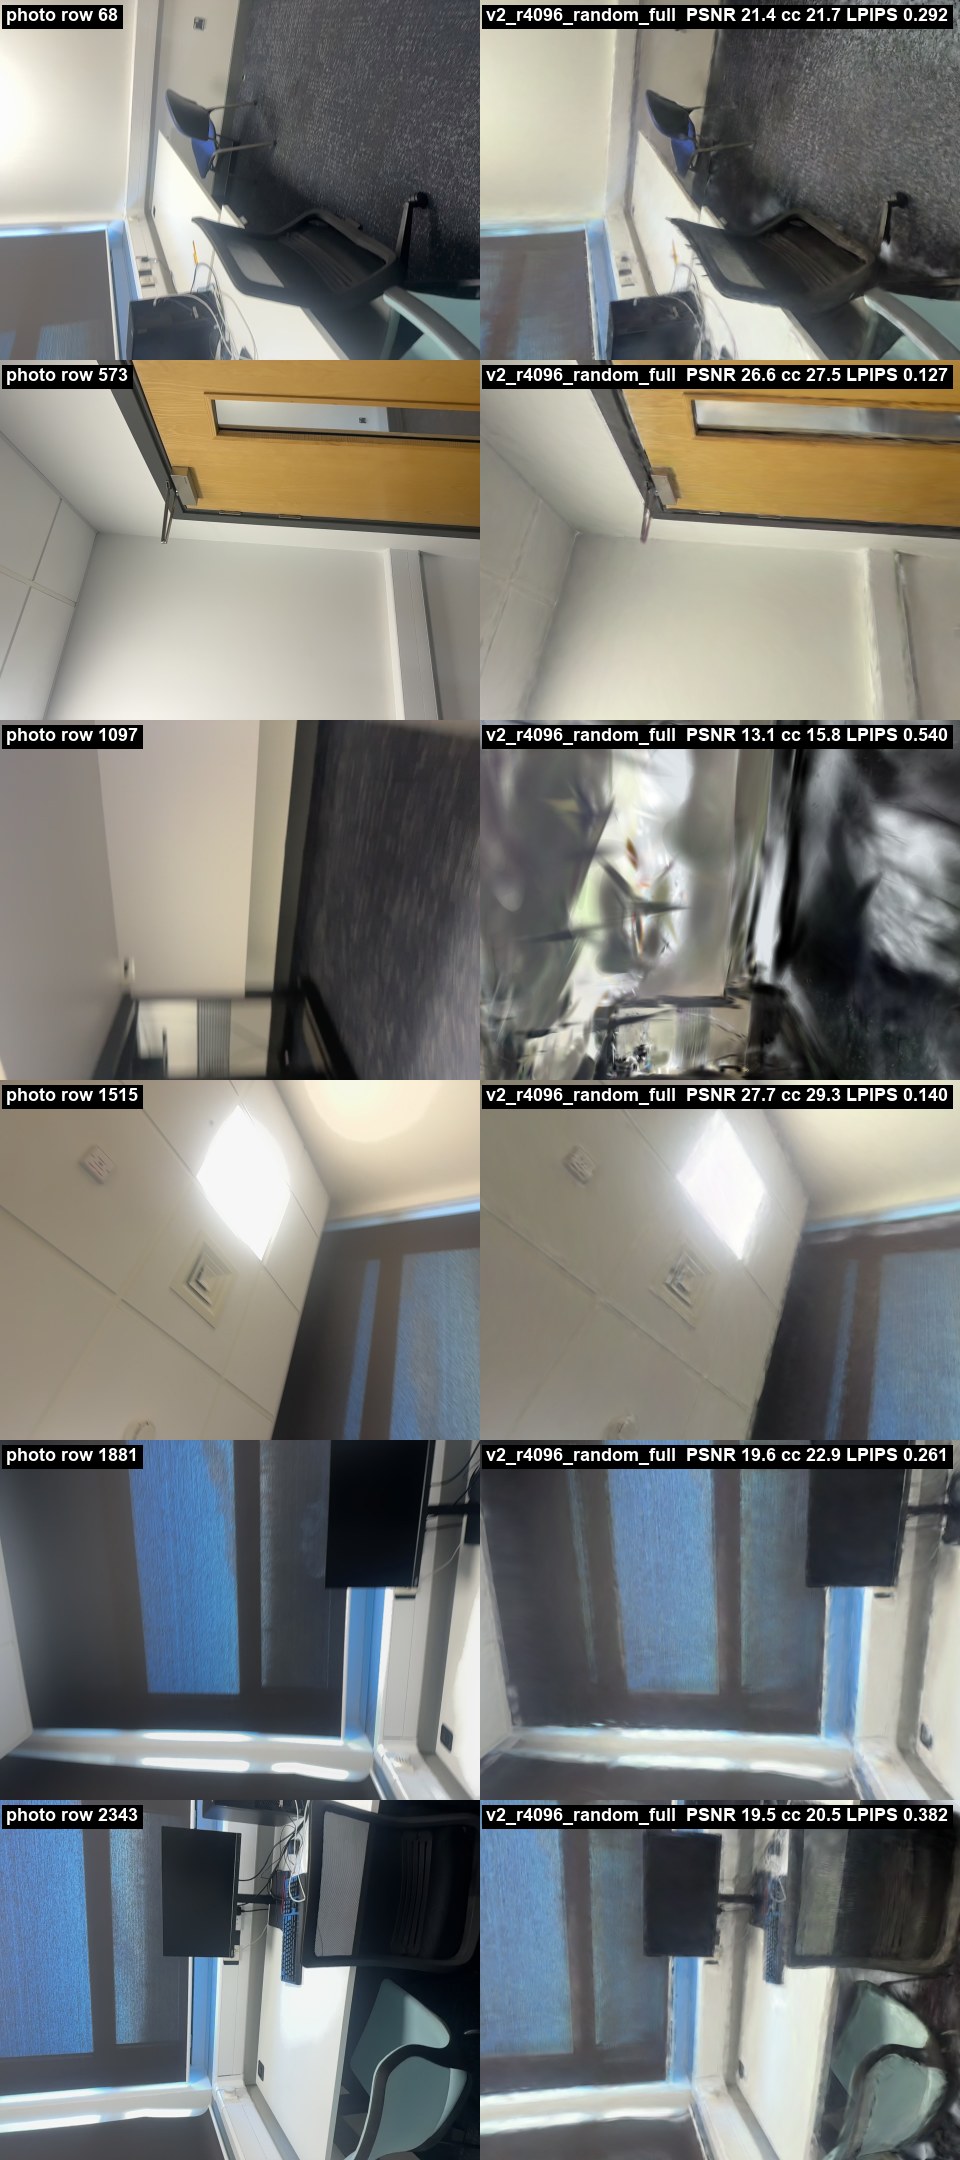 photo row 68
v2_r4096_random_full PSNR 21.4 cc 21.7 LPIPS 0.292
photo row 573
v2_r4096_random_full PSNR 26.6 cc 27.5 LPIPS 0.127
photo row 1097
v2_r4096_random_full PSNR 13.1 cc 15.8 LPIPS 0.540
photo row 1515
v2_r4096_random_full PSNR 27.7 cc 29.3 LPIPS 0.140
photo row 1881
v2_r4096_random_full PSNR 19.6 cc 22.9 LPIPS 0.261
photo row 2343
v2_r4096_random_full PSNR 19.5 cc 20.5 LPIPS 0.382